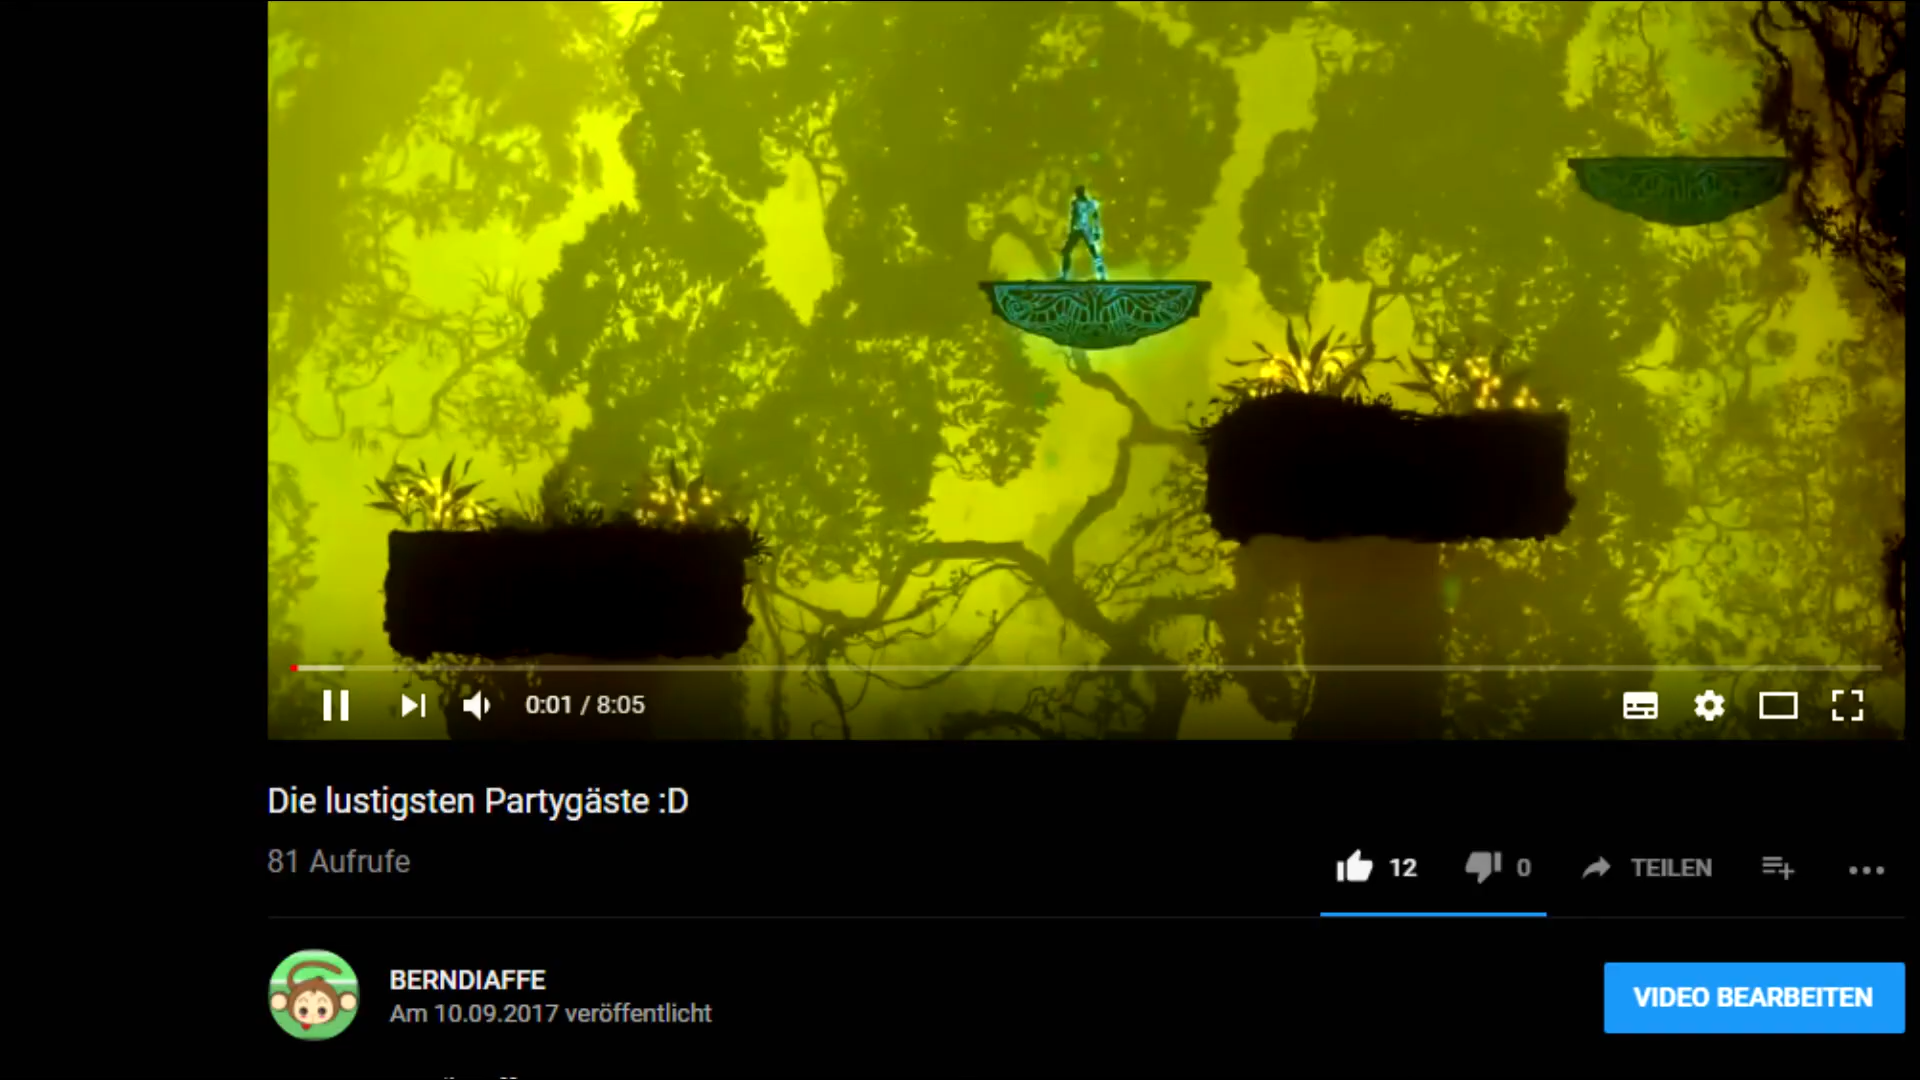 0:01 / 8:05
Die lustigsten Partygäste :D
81 Aufrufe
12
0
TEILEN
BERNDIAFFE
Am 10.09.2017 veröffentlicht
VIDEO BEARBEITEN